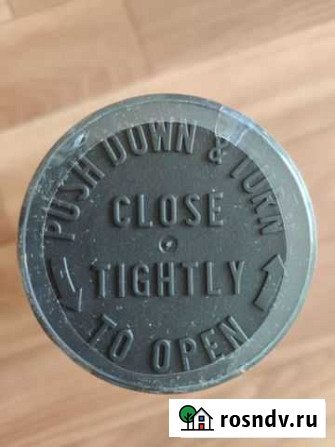 PUSH DOWN & TURN
CLOSE
TIGHTLY
TO OPEN
rosndv.ru